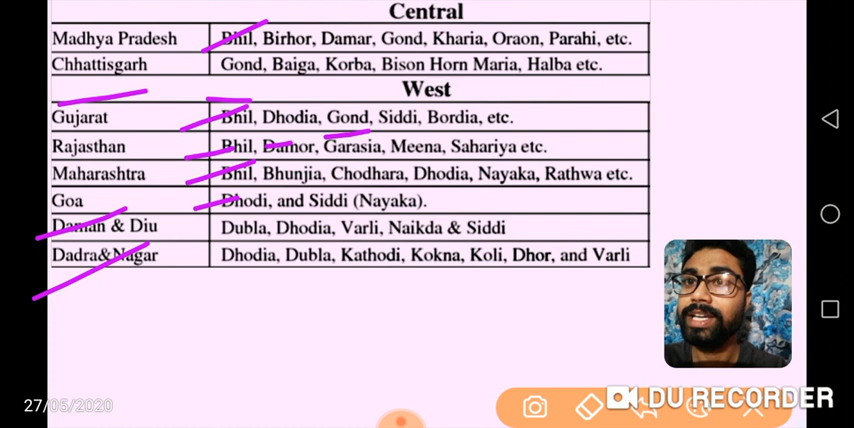 Central
Madhya Pradesh Bhil, Birhor, Damar, Gond, Kharia, Oraon, Parahi, etc.
Chhattisgarh Gond, Baiga, Korba, Bison Horn Maria, Halba etc.
West
Gujarat Bhil, Dhodia, Gond, Siddi, Bordia, etc.
Rajasthan Bhil, Damor, Garasia, Meena, Sahariya etc.
Maharashtra Bhil, Bhunjia, Chodhara, Dhodia, Nayaka, Rathwa etc.
Goa Dhodi, and Siddi (Nayaka).
Daman & Diu Dubla, Dhodia, Varli, Naikda & Siddi
Dadra&Nagar Dhodia, Dubla, Kathodi, Kokna, Koli, Dhor, and Varli
DU RECORDER
27/05/2020